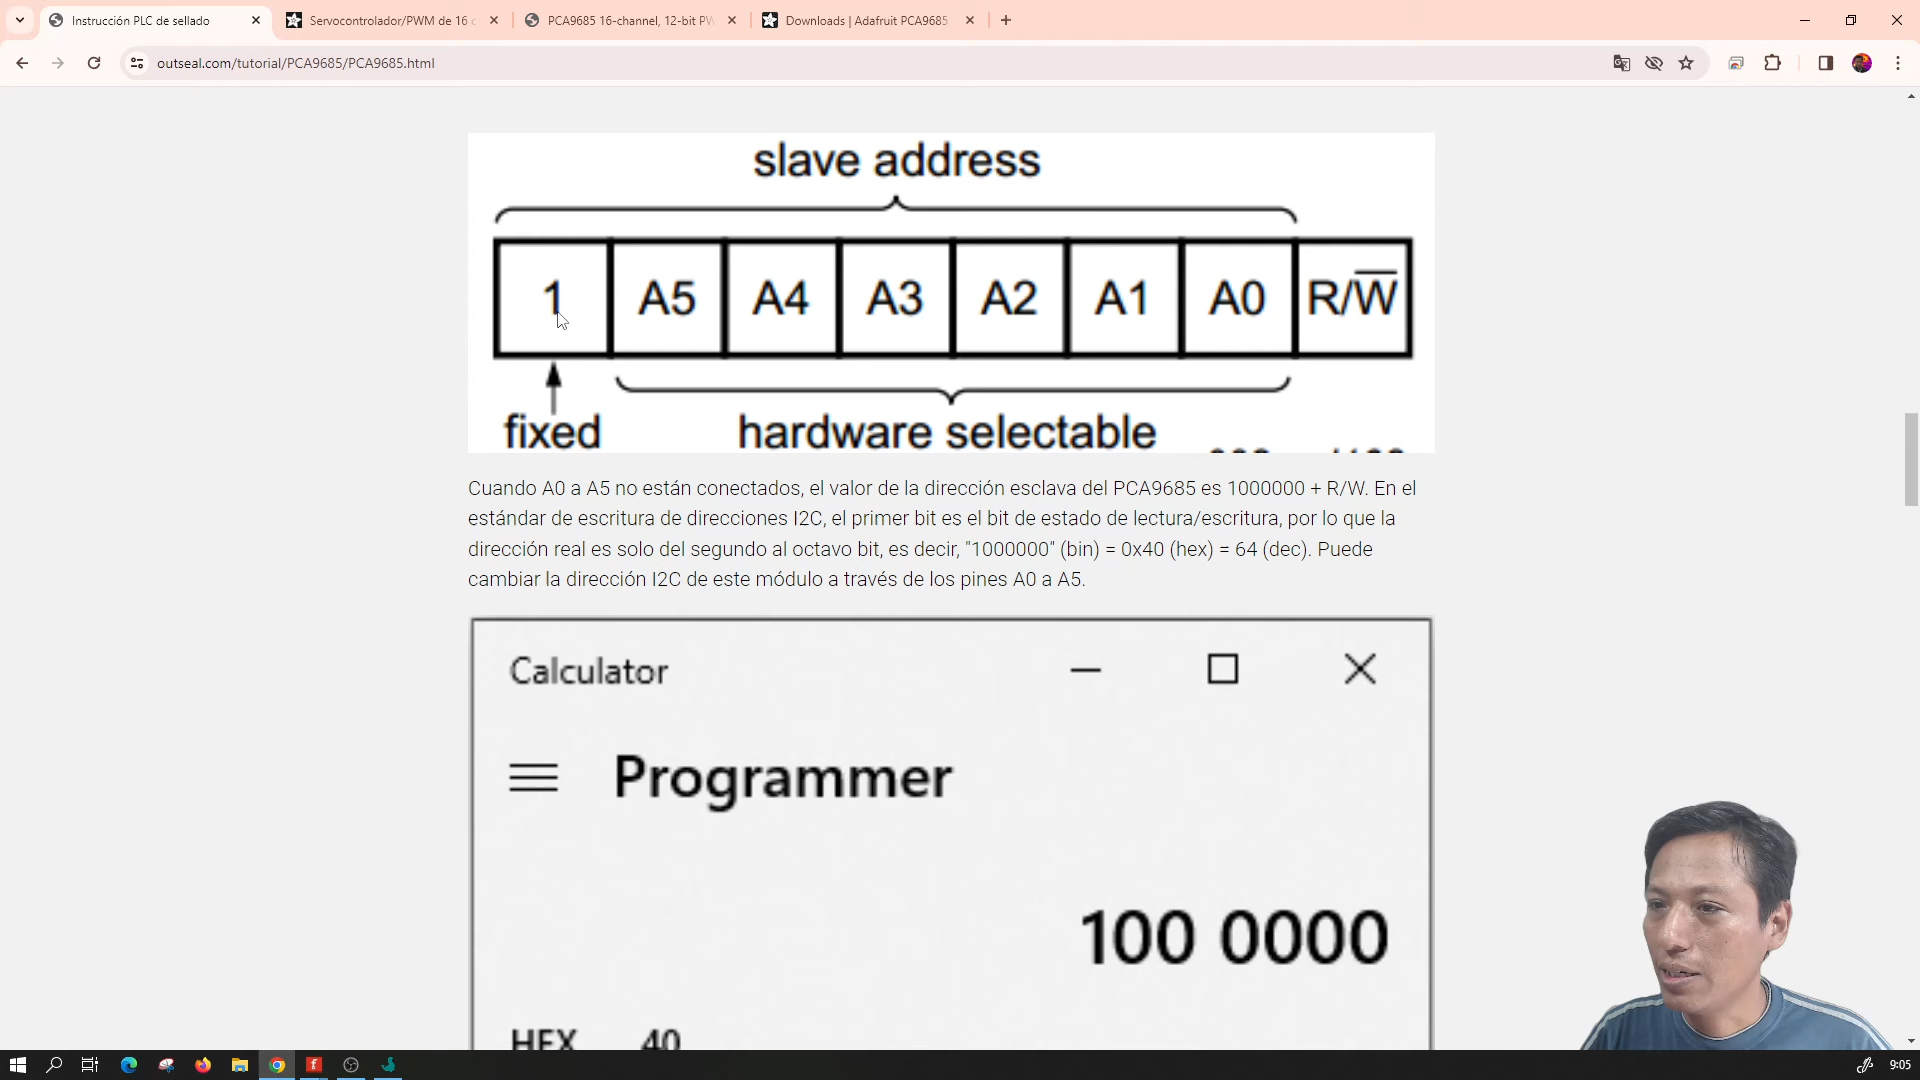 Instrucción PLC de sellado
Servocontrolador/PWM de 16 c
PCA9685 16-channel, 12-bit PW
Downloads | Adafruit PCA9685
outseal.com/tutorial/PCA9685/PCA9685.html
slave address
1 A5 A4 A3 A2 A1 A0 R/W̅
fixed hardware selectable
Cuando A0 a A5 no están conectados, el valor de la dirección esclava del PCA9685 es 1000000 + R/W. En el
estándar de escritura de direcciones I2C, el primer bit es el bit de estado de lectura/escritura, por lo que la
dirección real es solo del segundo al octavo bit, es decir, "1000000" (bin) = 0x40 (hex) = 64 (dec). Puede
cambiar la dirección I2C de este módulo a través de los pines A0 a A5.
Calculator
Programmer
100 0000
HEX 40
9:05